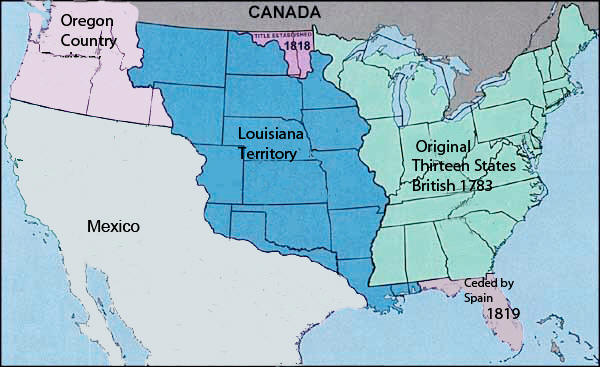 CANADA
Oregon
Country
TITLE ESTABLISHED
1818
Louisiana
Territory
Original
Thirteen States
British 1783
Mexico
Ceded by
Spain
1819